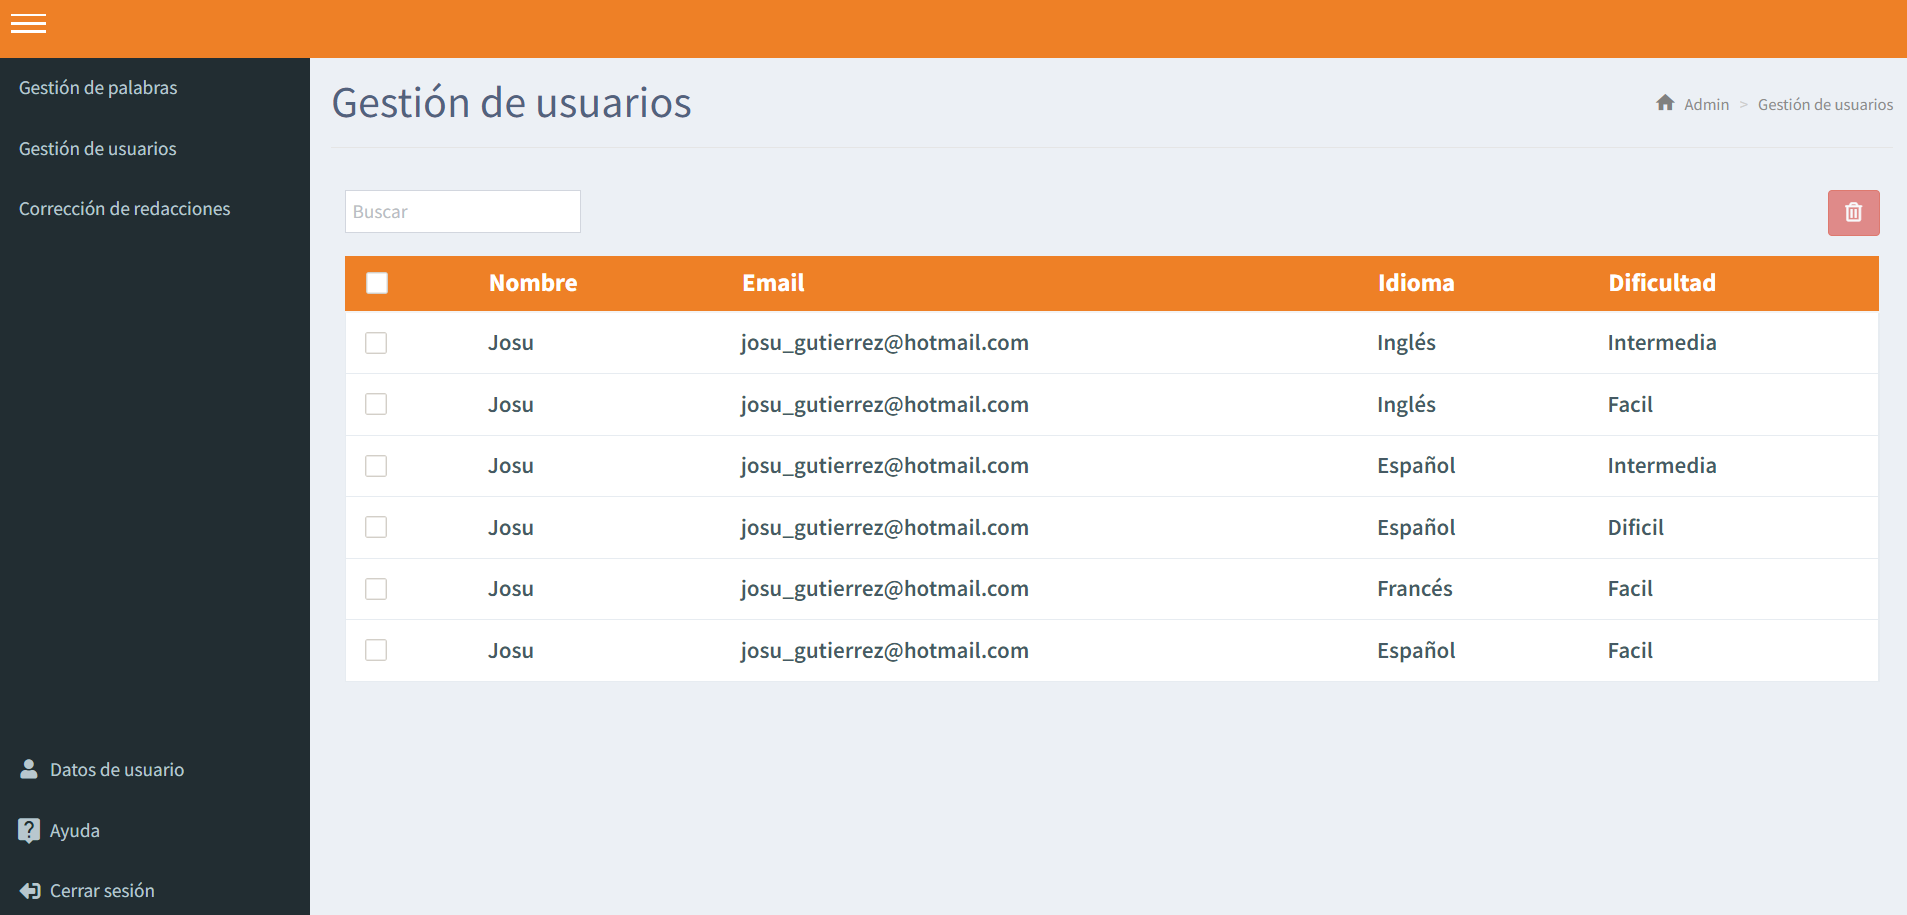 Gestión de palabras
Gestión de usuarios
Corrección de redacciones
Datos de usuario
Ayuda
Cerrar sesión
Gestión de usuarios
Admin > Gestión de usuarios
Buscar
Nombre Email Idioma Dificultad
Josu josu_gutierrez@hotmail.com Inglés Intermedia
Josu josu_gutierrez@hotmail.com Inglés Facil
Josu josu_gutierrez@hotmail.com Español Intermedia
Josu josu_gutierrez@hotmail.com Español Dificil
Josu josu_gutierrez@hotmail.com Francés Facil
Josu josu_gutierrez@hotmail.com Español Facil